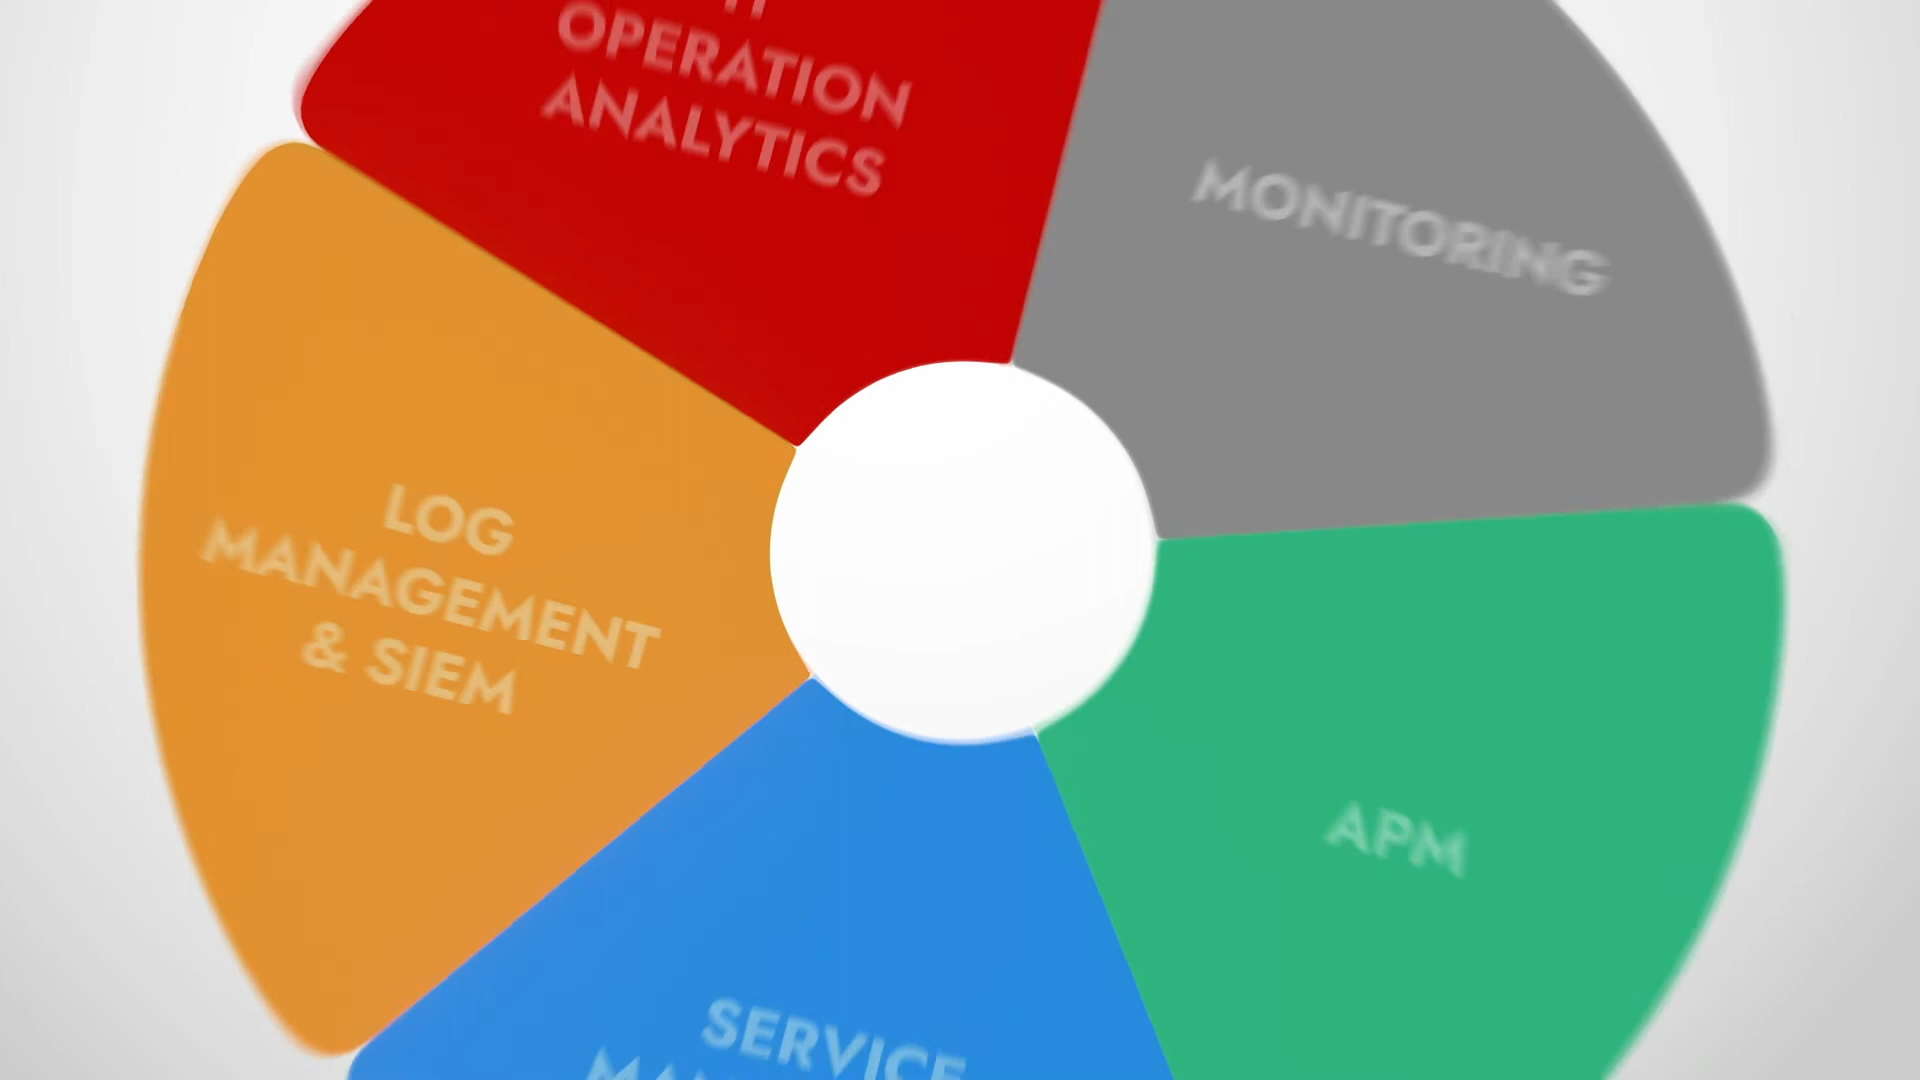 OPERATION
ANALYTICS
MONITORING
LOG
MANAGEMENT
& SIEM
APM
SERVICE